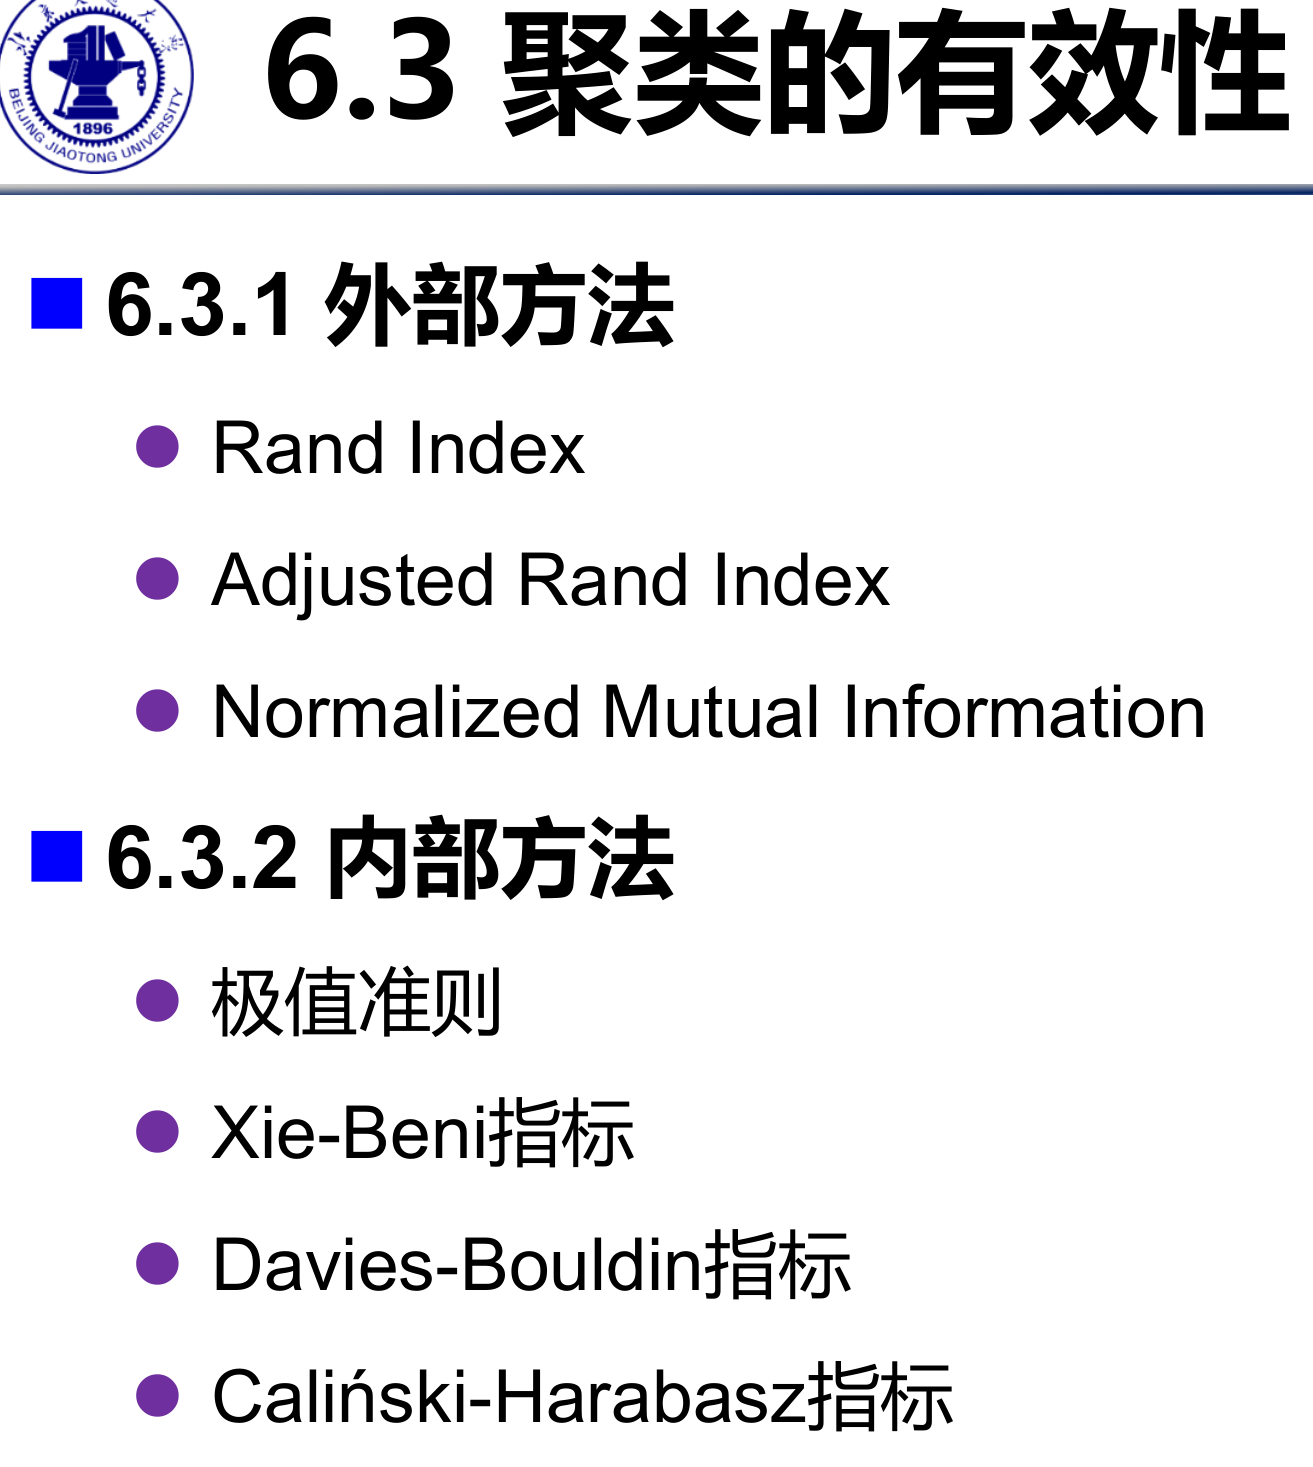 6.3 聚类的有效性
1896
BEIJING JIAOTONG UNIVERSITY
6.3.1 外部方法
Rand Index
Adjusted Rand Index
Normalized Mutual Information
6.3.2 内部方法
极值准则
Xie-Beni指标
Davies-Bouldin指标
Caliński-Harabasz指标